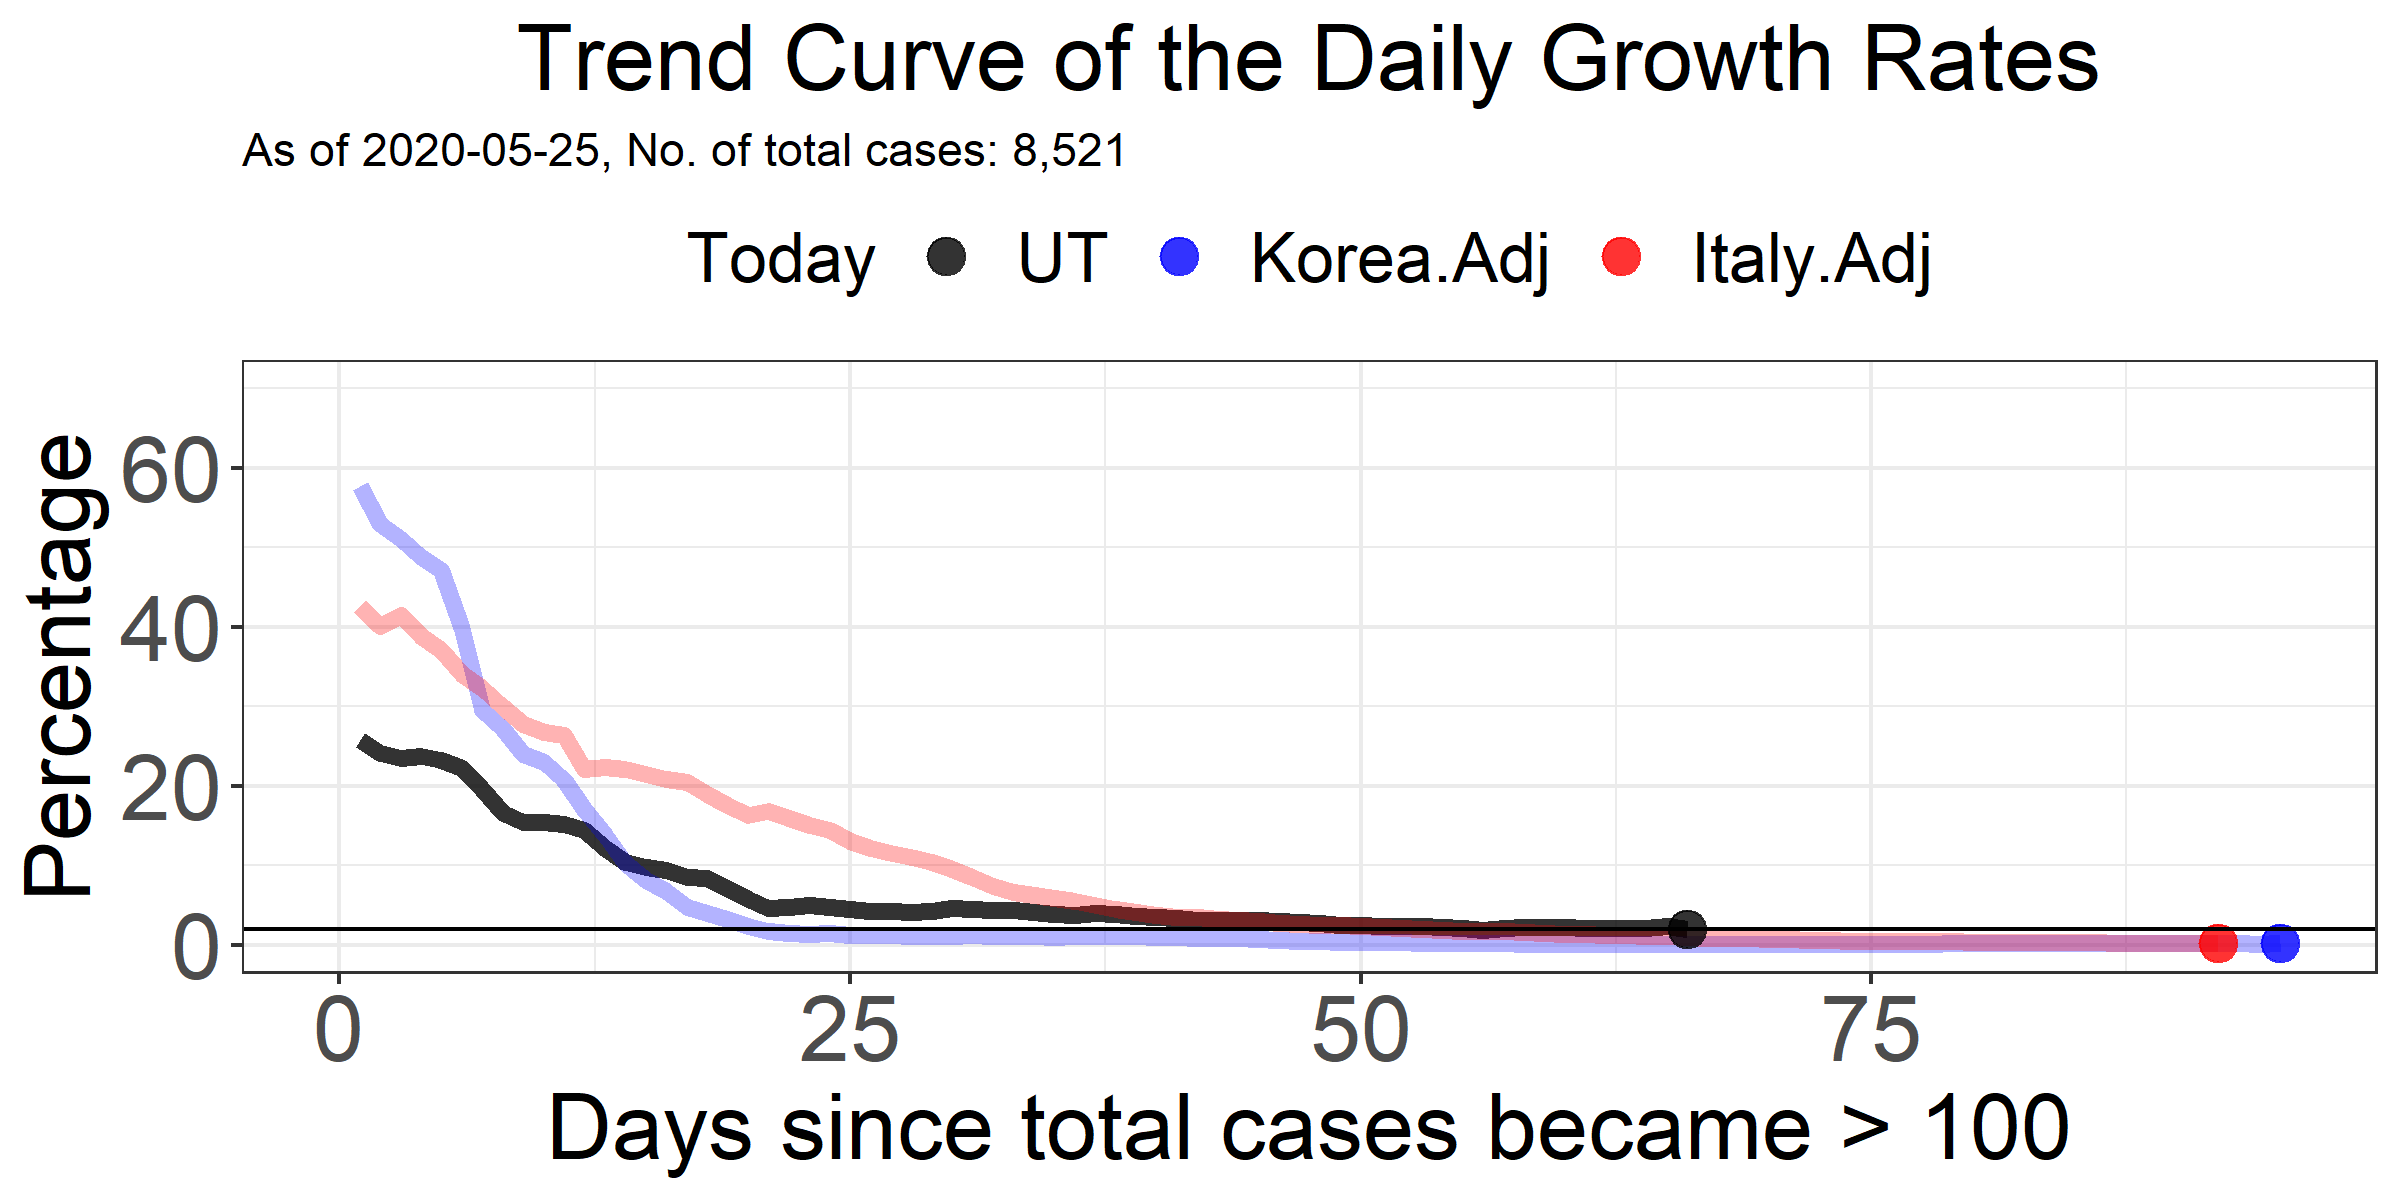 Trend Curve of the Daily Growth Rates
As of 2020-05-25, No. of total cases: 8,521
Today UT Korea.Adj Italy.Adj
Percentage
60
40
20
0
0 25 50 75
Days since total cases became > 100